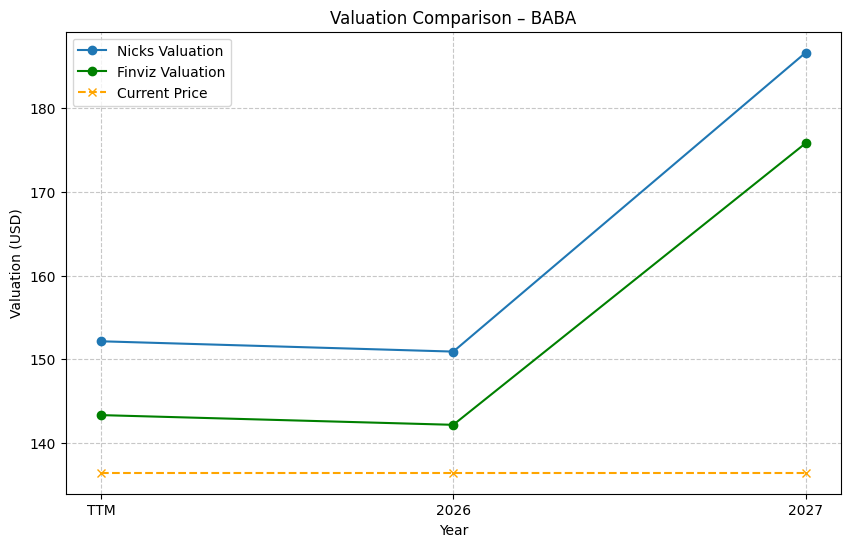 Valuation Comparison – BABA
Nicks Valuation
Finviz Valuation
Current Price
Valuation (USD)
180
170
160
150
140
TTM
2026
2027
Year